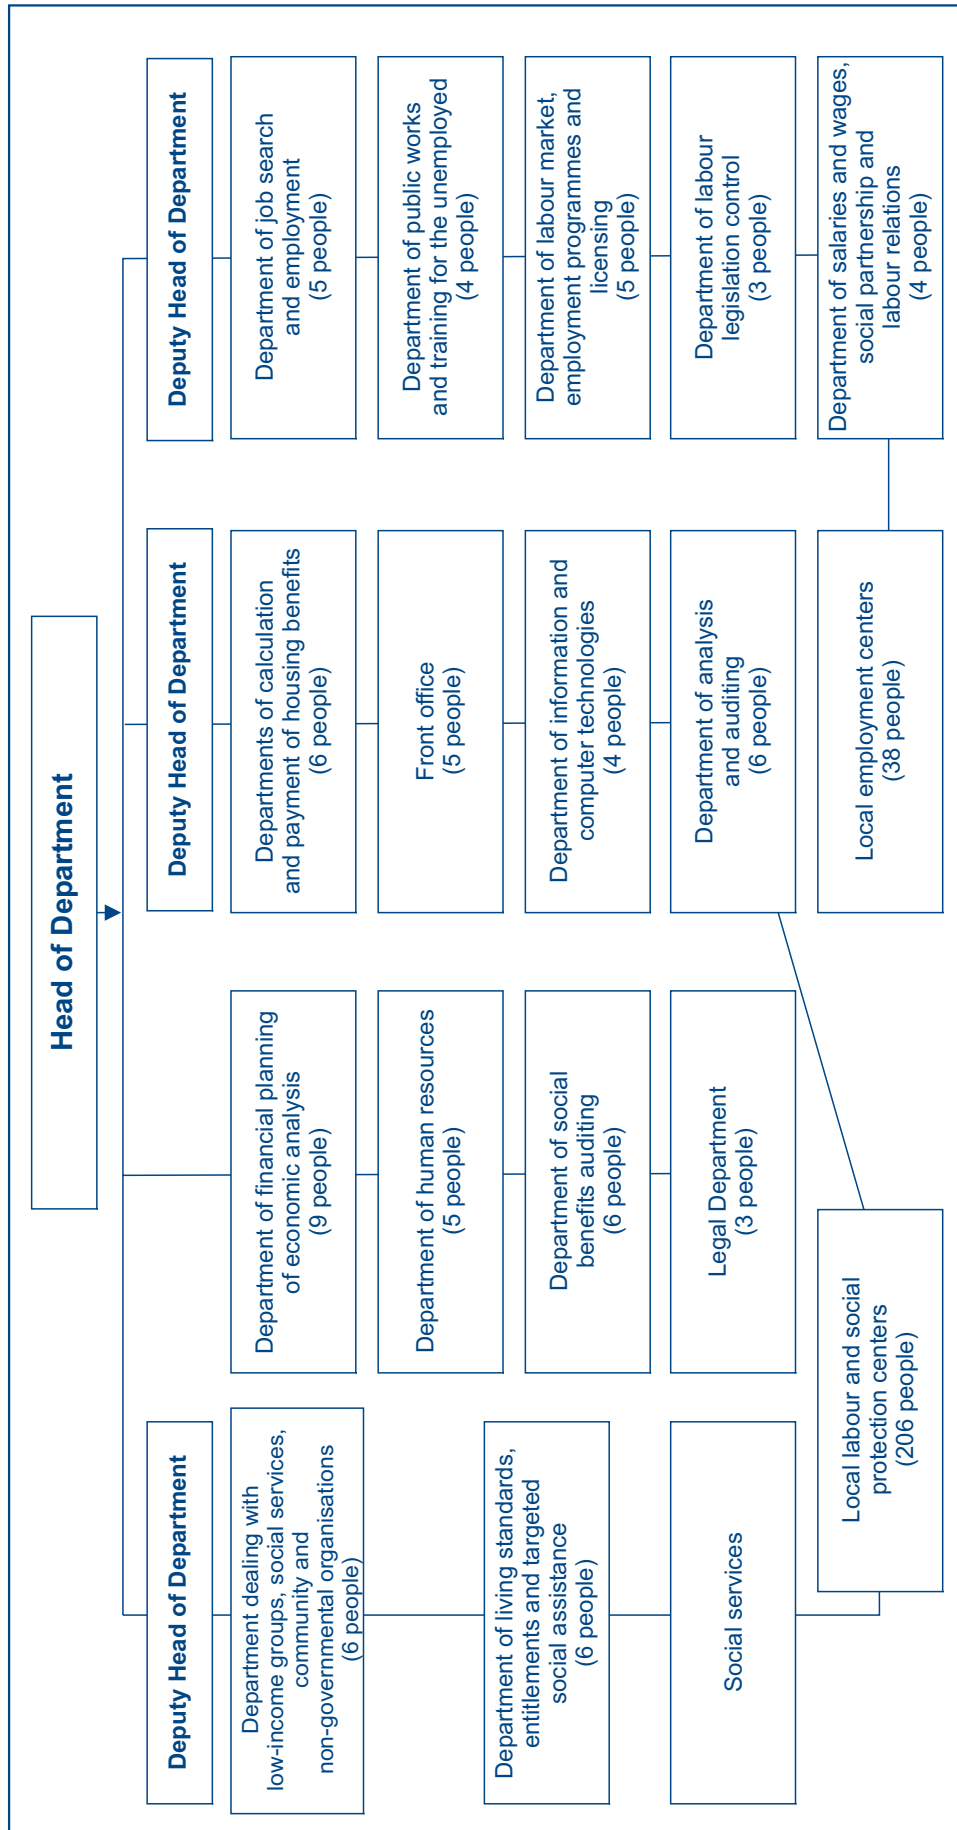 Head of Department
Deputy Head of Department
Department dealing with
low-income groups, social services,
community and
non-governmental organisations
(6 people)
Department of living standards,
entitlements and targeted
social assistance
(6 people)
Social services
Local labour and social
protection centers
(206 people)
Department of financial planning
of economic analysis
(9 people)
Department of human resources
(5 people)
Department of social
benefits auditing
(6 people)
Legal Department
(3 people)
Deputy Head of Department
Departments of calculation
and payment of housing benefits
(6 people)
Front office
(5 people)
Department of information and
computer technologies
(4 people)
Department of analysis
and auditing
(6 people)
Local employment centers
(38 people)
Deputy Head of Department
Department of job search
and employment
(5 people)
Department of public works
and training for the unemployed
(4 people)
Department of labour market,
employment programmes and
licensing
(5 people)
Department of labour
legislation control
(3 people)
Department of salaries and wages,
social partnership and
labour relations
(4 people)